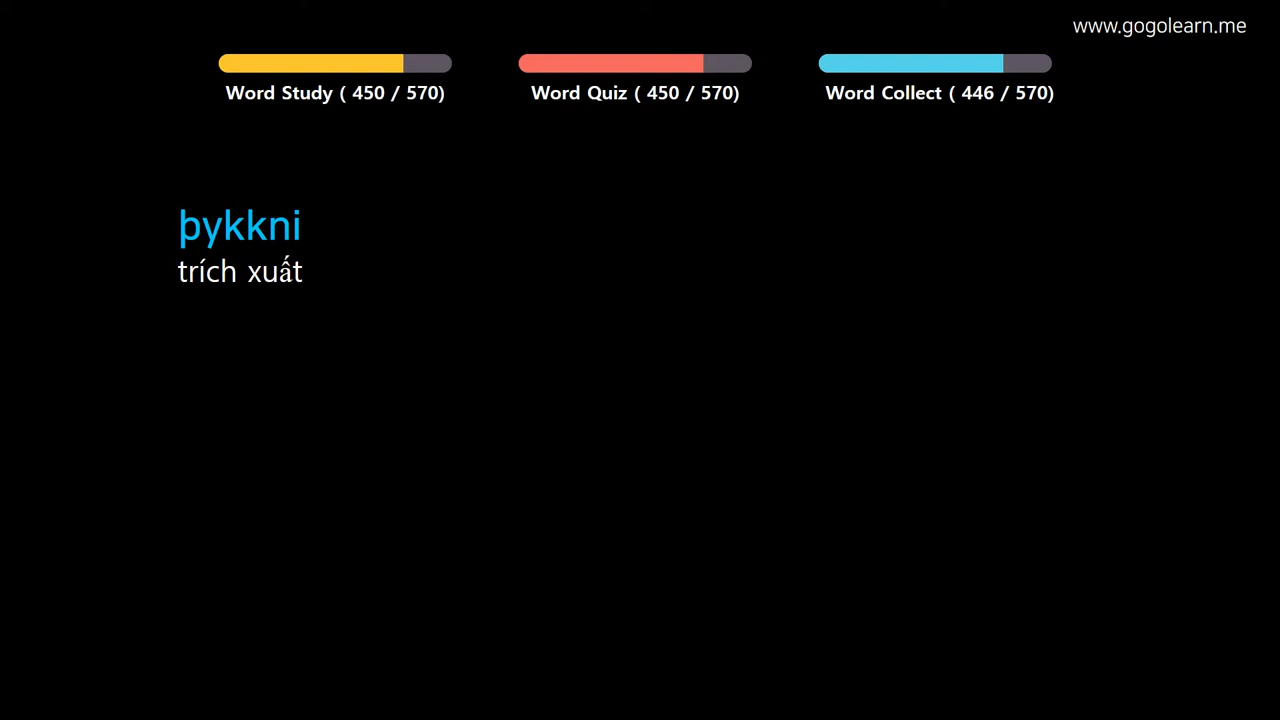 www.gogolearn.me
Word Study ( 450 / 570)
Word Quiz ( 450 / 570)
Word Collect ( 446 / 570)
þykkni
trích xuất